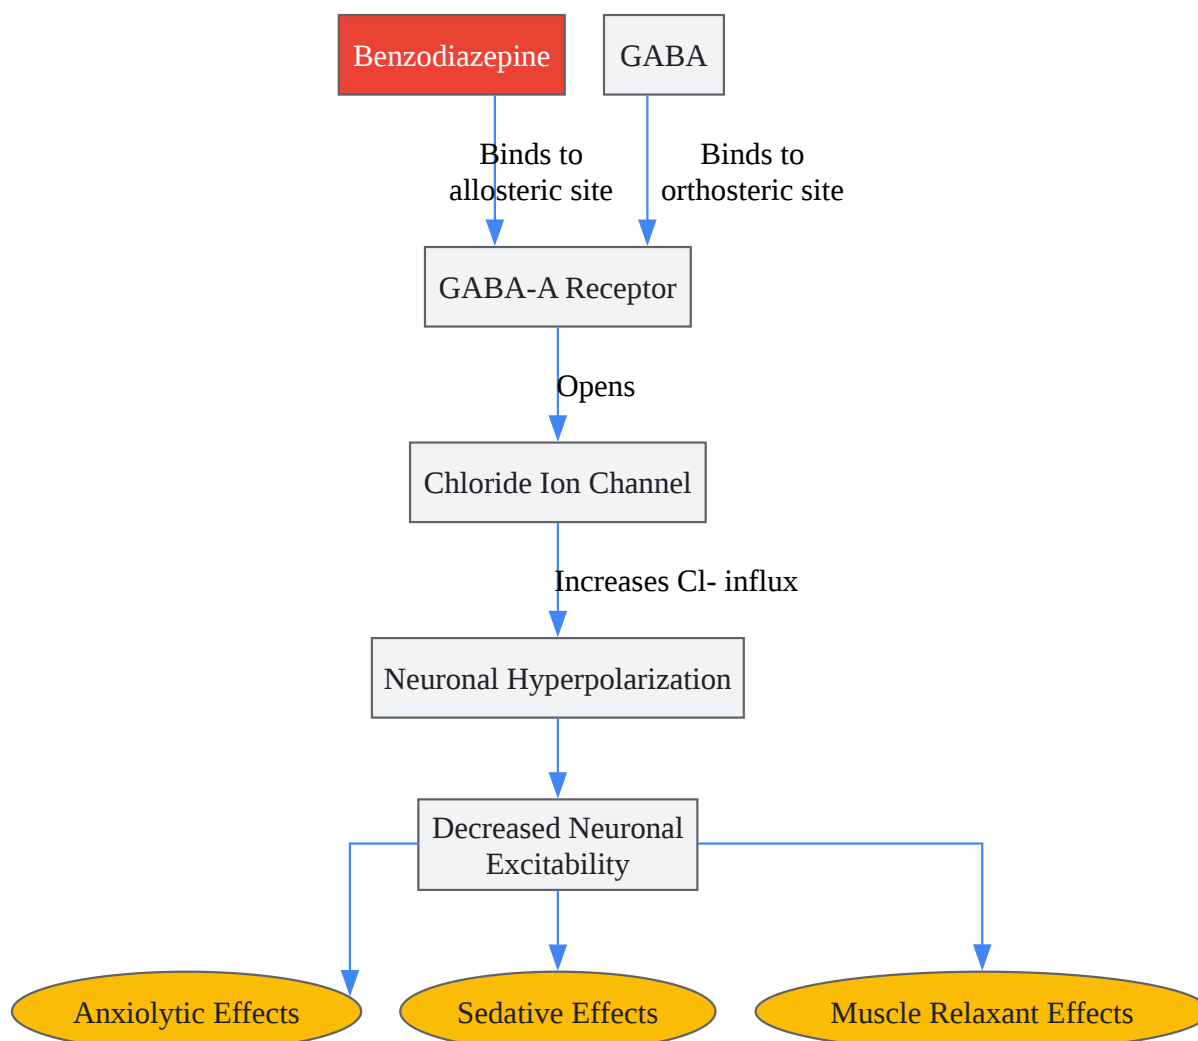 Benzodiazepine
GABA
Binds to
allosteric site
Binds to
orthosteric site
GABA-A Receptor
Opens
Chloride Ion Channel
Increases Cl- influx
Neuronal Hyperpolarization
Decreased Neuronal
Excitability
Anxiolytic Effects
Sedative Effects
Muscle Relaxant Effects